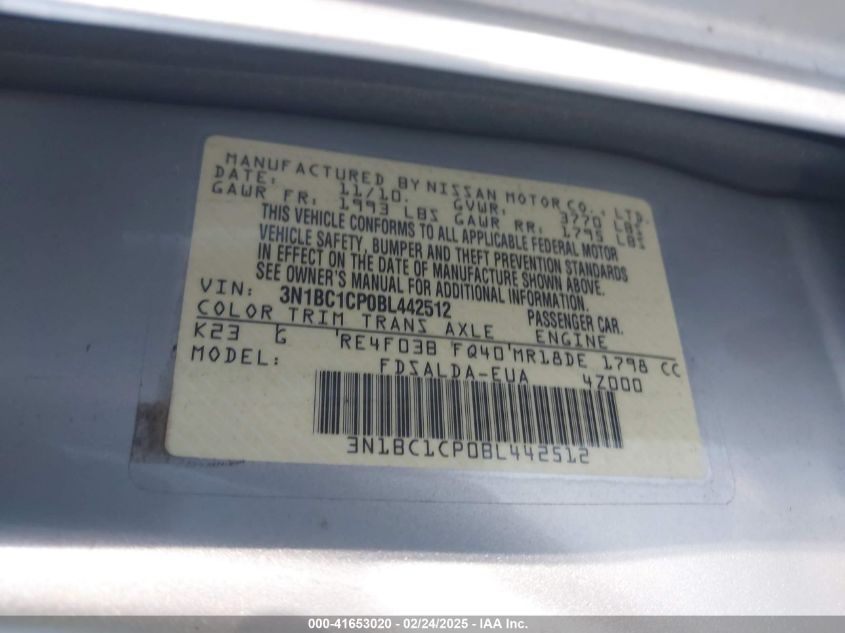 MANUFACTURED BY NISSAN MOTOR CO., LTD.
DATE: 11/10. GVWR: 3770 LBS
GAWR FR: 1993 LBS GAWR RR: 1795 LBS
THIS VEHICLE CONFORMS TO ALL APPLICABLE FEDERAL MOTOR
VEHICLE SAFETY, BUMPER AND THEFT PREVENTION STANDARDS
IN EFFECT ON THE DATE OF MANUFACTURE SHOWN ABOVE.
SEE OWNER'S MANUAL FOR ADDITIONAL INFORMATION.
VIN: 3N1BC1CP0BL442512 PASSENGER CAR.
COLOR TRIM TRANS AXLE ENGINE
K23 G RE4F03B FQ40 MR18DE 1798 CC
MODEL: FDSALDA-EUA 4Z000
3N1BC1CP0BL442512
000-41653020 - 02/24/2025 - IAA Inc.